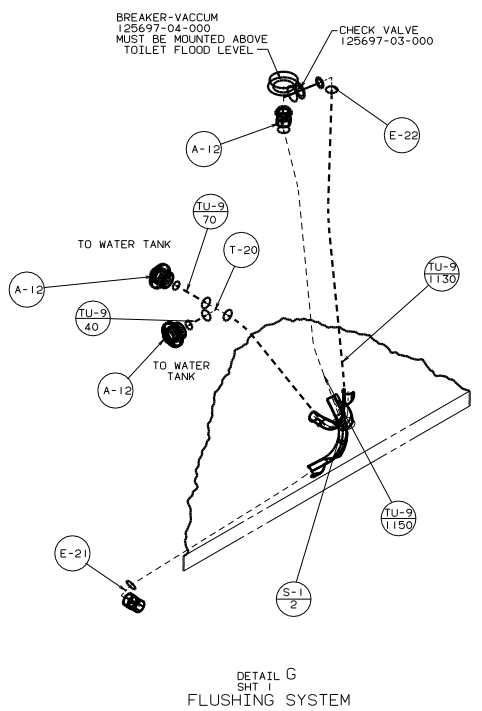 BREAKER-VACCUM
125697-04-000
MUST BE MOUNTED ABOVE
TOILET FLOOD LEVEL
CHECK VALVE
125697-03-000
E-22
A-12
TU-9
70
TO WATER TANK
T-20
TU-9
1130
A-12
TU-9
40
TO WATER
TANK
A-12
TU-9
1150
E-21
S-1
2
DETAIL G
SHT 1
FLUSHING SYSTEM